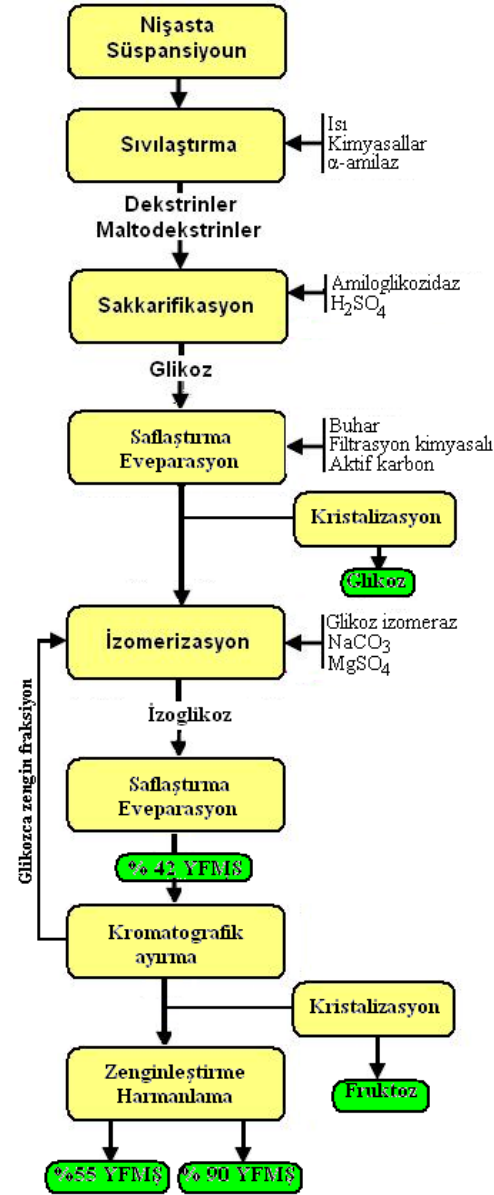 Nişasta
Süspansiyoun
Sıvılaştırma
Isı
Kimyasallar
α-amilaz
Dekstrinler
Maltodekstrinler
Sakkarifikasyon
Amiloglikozidaz
H₂SO₄
Glikoz
Saflaştırma
Eveparasyon
Buhar
Filtrasyon kimyasalı
Aktif karbon
Kristalizasyon
Glikoz
İzomerizasyon
Glikoz izomeraz
NaCO₃
MgSO₄
Glikozca zengin fraksiyon
İzoglikoz
Saflaştırma
Eveparasyon
% 42 YFMŞ
Kromatografik
ayırma
Kristalizasyon
Fruktoz
Zenginleştirme
Harmanlama
%55 YFMŞ
% 90 YFMŞ